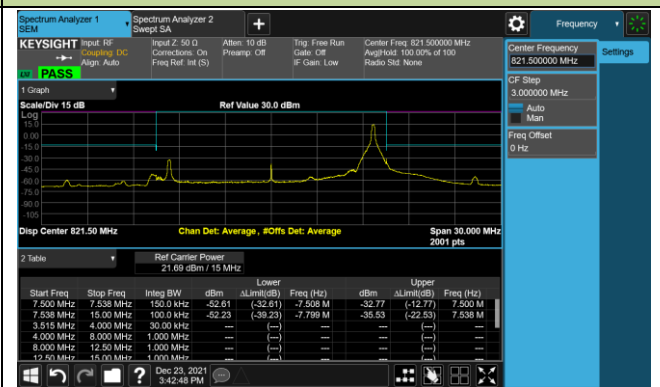 Spectrum Analyzer 1
SEM
Spectrum Analyzer 2
Swept SA
+
Frequency
KEYSIGHT
Input: RF
Coupling: DC
Align: Auto
Input Z: 50 Ω
Corrections: On
Freq Ref: Int (S)
Atten: 10 dB
Preamp: Off
Trig: Free Run
Gate: Off
IF Gain: Low
Center Freq: 821.500000 MHz
Avg|Hold: 100.00% of 100
Radio Std: None
PASS
Center Frequency
821.500000 MHz
Settings
CF Step
3.000000 MHz
Auto
Man
Freq Offset
0 Hz
1 Graph
Scale/Div 15 dB
Ref Value 30.0 dBm
Log
15.0
0.00
-15.0
-30.0
-45.0
-60.0
-75.0
-90.0
-105
Disp Center 821.50 MHz
Chan Det: Average, #Offs Det: Average
Span 30.000 MHz
2001 pts
2 Table
Ref Carrier Power
21.69 dBm / 15 MHz
Lower Upper
Start Freq Stop Freq Integ BW dBm ΔLimit(dB) Freq (Hz) dBm ΔLimit(dB) Freq (Hz)
7.500 MHz 7.538 MHz 150.0 kHz -52.61 (-32.61) -7.508 M -32.77 (-12.77) 7.500 M
7.538 MHz 15.00 MHz 100.0 kHz -52.23 (-39.23) -7.799 M -35.53 (-22.53) 7.538 M
3.515 MHz 4.000 MHz 30.00 kHz --- (---) --- --- (---) ---
4.000 MHz 8.000 MHz 1.000 MHz --- (---) --- --- (---) ---
8.000 MHz 12.50 MHz 1.000 MHz --- (---) --- --- (---) ---
12.50 MHz 15.00 MHz 1.000 MHz --- (---) --- --- (---) ---
?
Dec 23, 2021
3:42:48 PM